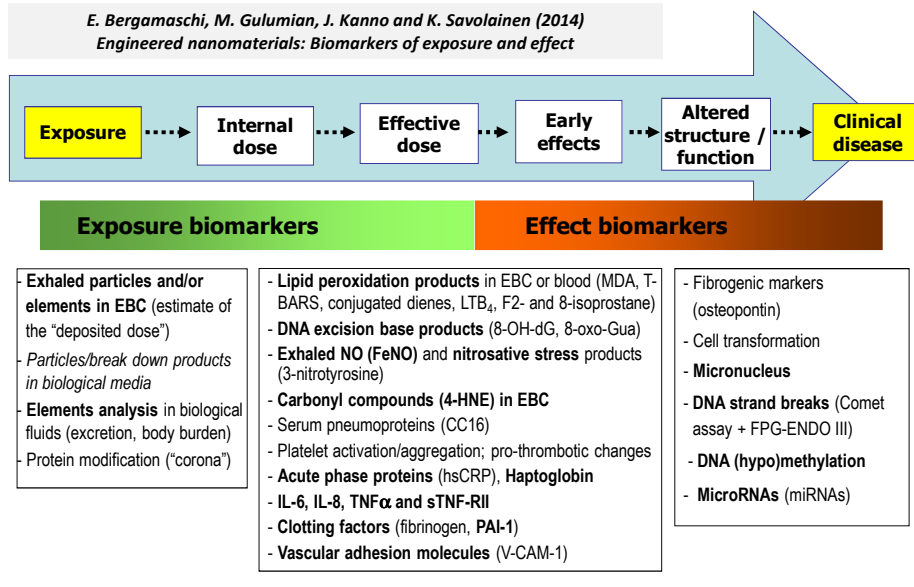 E. Bergamaschi, M. Gulumian, J. Kanno and K. Savolainen (2014)
Engineered nanomaterials: Biomarkers of exposure and effect
Exposure
Internal
dose
Effective
dose
Early
effects
Altered
structure /
function
Clinical
disease
Exposure biomarkers
Effect biomarkers
- Exhaled particles and/or
elements in EBC (estimate of
the “deposited dose”)
- Particles/break down products
in biological media
- Elements analysis in biological
fluids (excretion, body burden)
- Protein modification (“corona”)
- Lipid peroxidation products in EBC or blood (MDA, T-
BARS, conjugated dienes, LTB4, F2- and 8-isoprostane)
- DNA excision base products (8-OH-dG, 8-oxo-Gua)
- Exhaled NO (FeNO) and nitrosative stress products
(3-nitrotyrosine)
- Carbonyl compounds (4-HNE) in EBC
- Serum pneumoproteins (CC16)
- Platelet activation/aggregation; pro-thrombotic changes
- Acute phase proteins (hsCRP), Haptoglobin
- IL-6, IL-8, TNFα and sTNF-RII
- Clotting factors (fibrinogen, PAI-1)
- Vascular adhesion molecules (V-CAM-1)
- Fibrogenic markers
(osteopontin)
- Cell transformation
- Micronucleus
- DNA strand breaks (Comet
assay + FPG-ENDO III)
- DNA (hypo)methylation
- MicroRNAs (miRNAs)